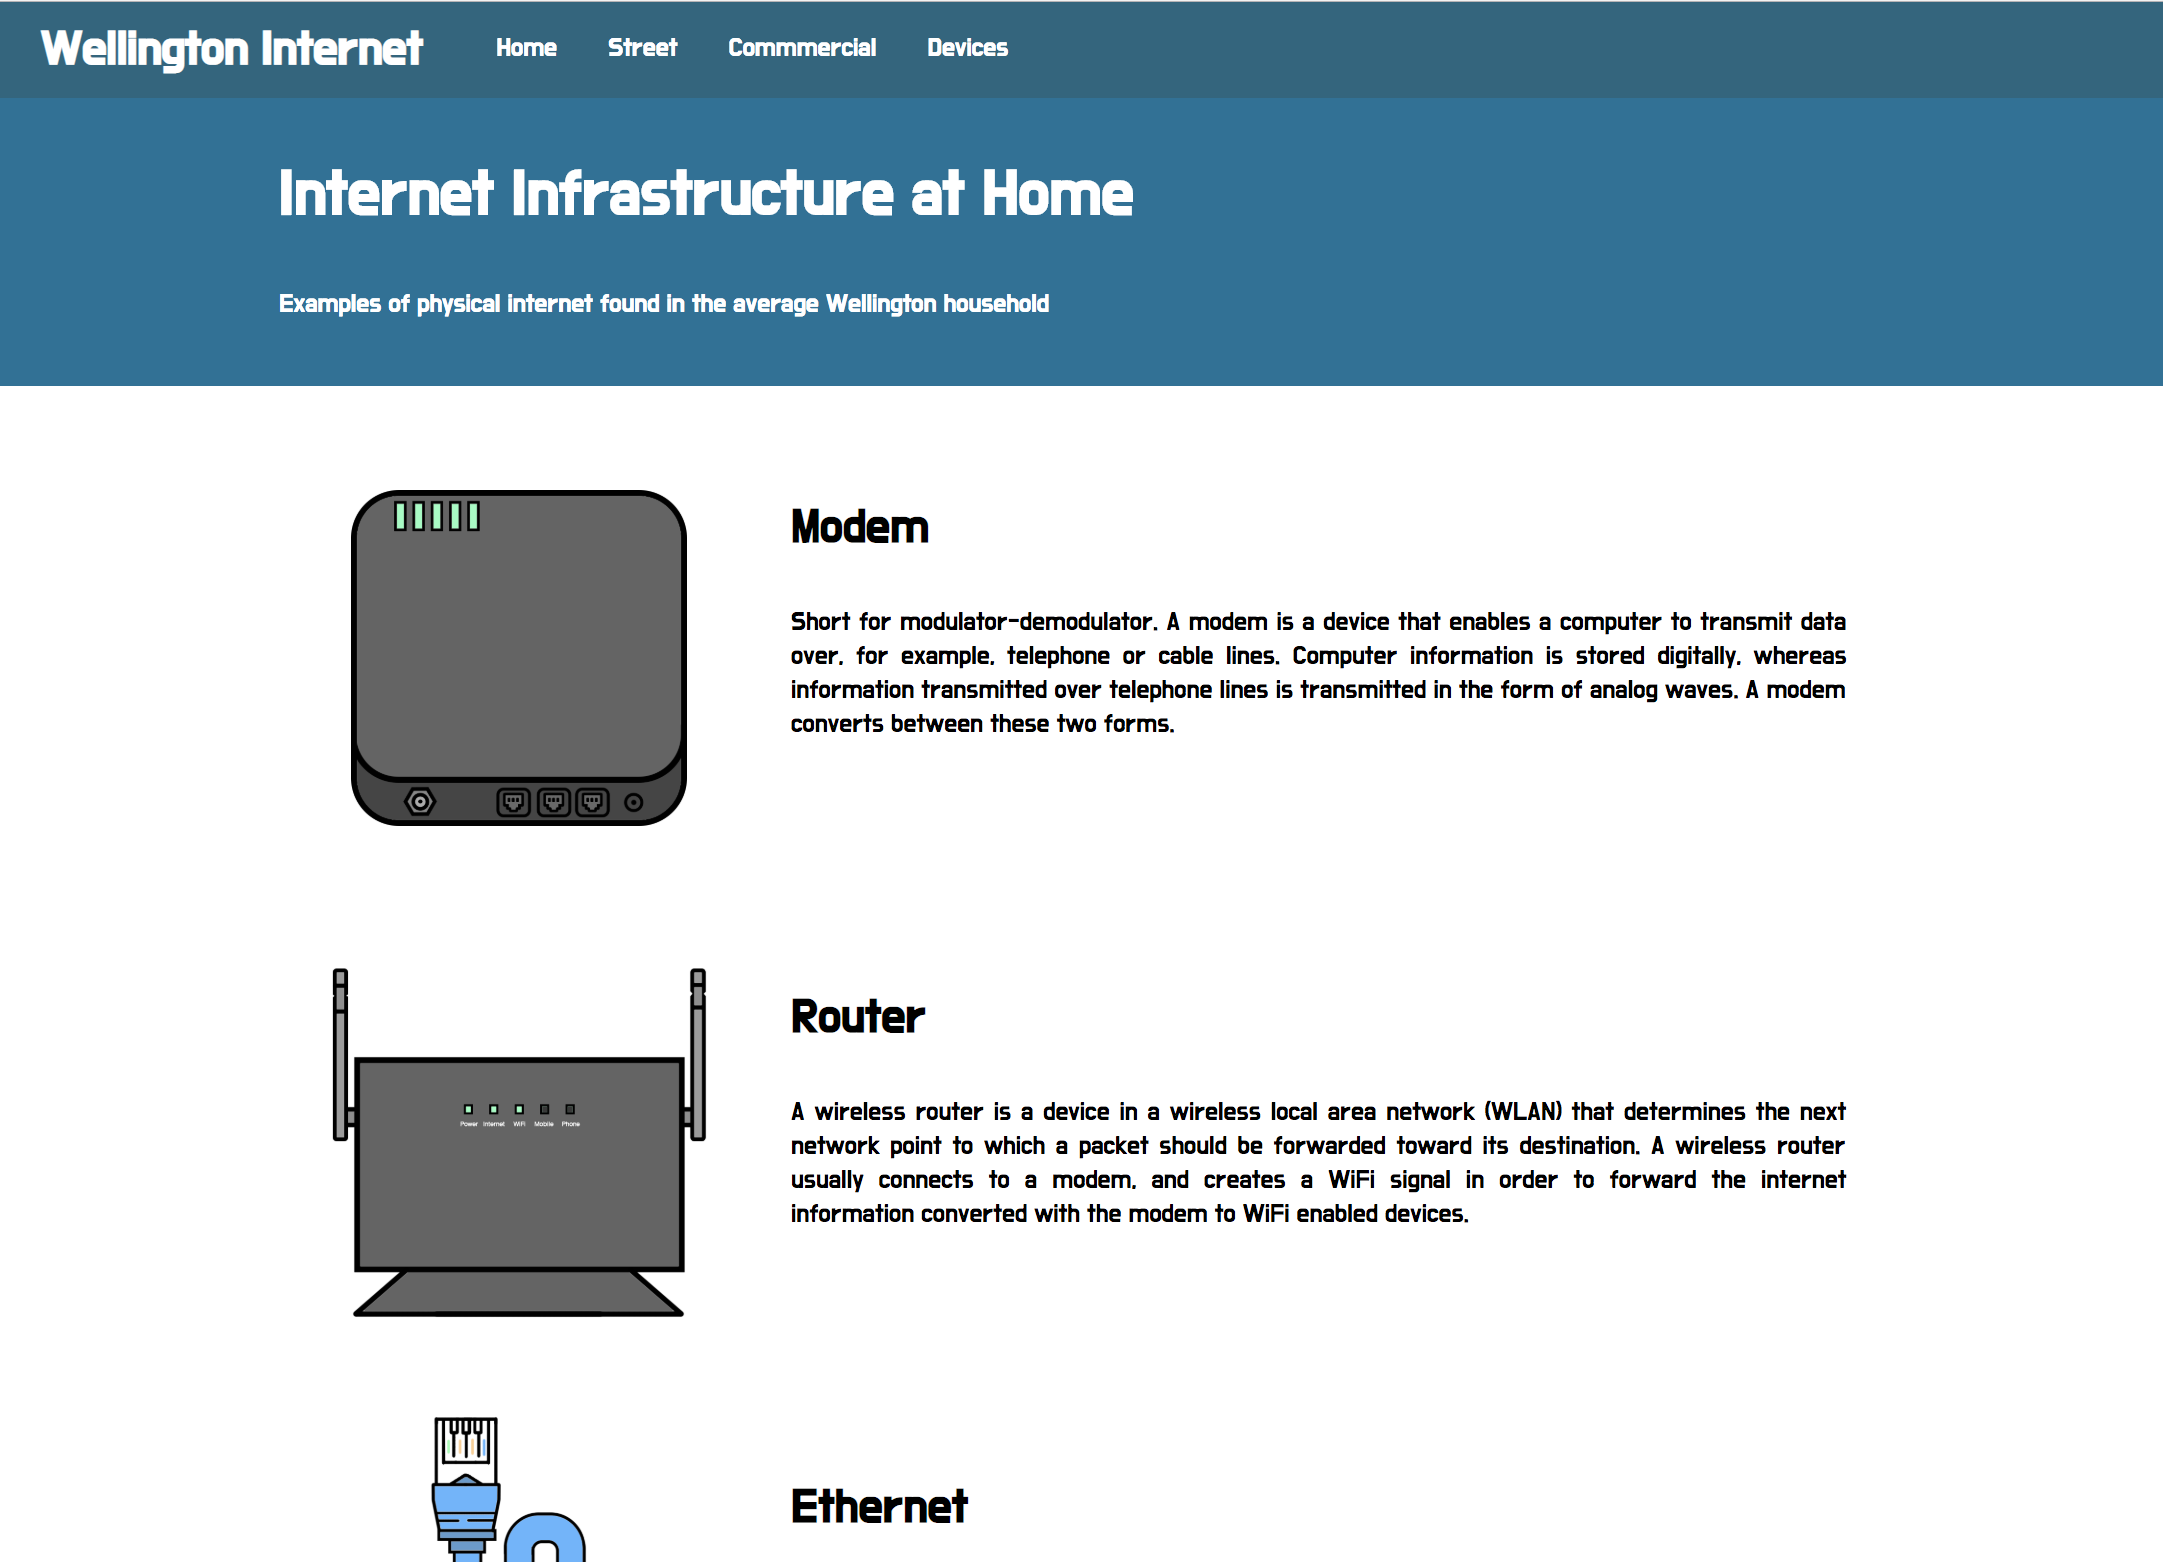 Wellington Internet Home Street Commmercial Devices
Internet Infrastructure at Home
Examples of physical internet found in the average Wellington household
Modem
Short for modulator-demodulator. A modem is a device that enables a computer to transmit data
over, for example, telephone or cable lines. Computer information is stored digitally, whereas
information transmitted over telephone lines is transmitted in the form of analog waves. A modem
converts between these two forms.
Power Internet WiFi Mobile Phone
Router
A wireless router is a device in a wireless local area network (WLAN) that determines the next
network point to which a packet should be forwarded toward its destination. A wireless router
usually connects to a modem, and creates a WiFi signal in order to forward the internet
information converted with the modem to WiFi enabled devices.
Ethernet